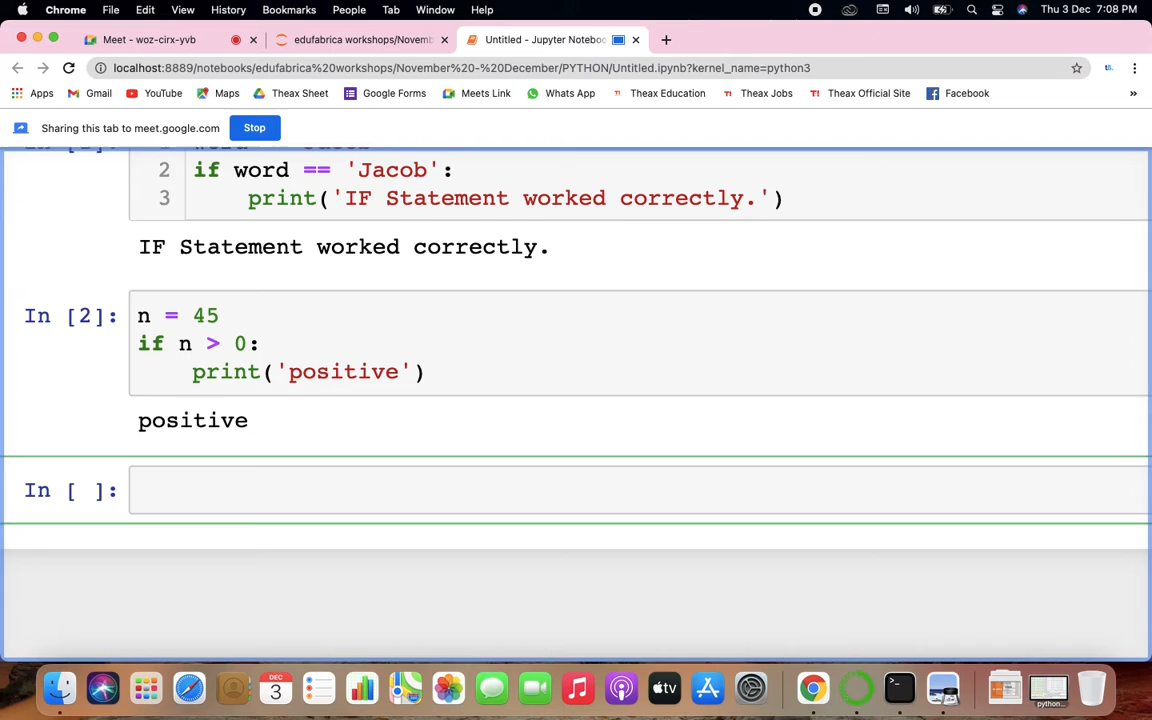 Chrome File Edit View History Bookmarks People Tab Window Help Thu 3 Dec 7:08 PM
Meet - woz-cirx-yvb edufabrica workshops/Novem Untitled - Jupyter Noteboo
localhost:8889/notebooks/edufabrica%20workshops/November%20-%20December/PYTHON/Untitled.ipynb?kernel_name=python3
Apps Gmail YouTube Maps Theax Sheet Google Forms Meets Link Whats App Theax Education Theax Jobs Theax Official Site Facebook »
Sharing this tab to meet.google.com Stop
2 if word == 'Jacob':
3 print('IF Statement worked correctly.')
IF Statement worked correctly.
In [2]: n = 45
if n > 0:
print('positive')
positive
In [ ]:
DEC
3
tv
python...